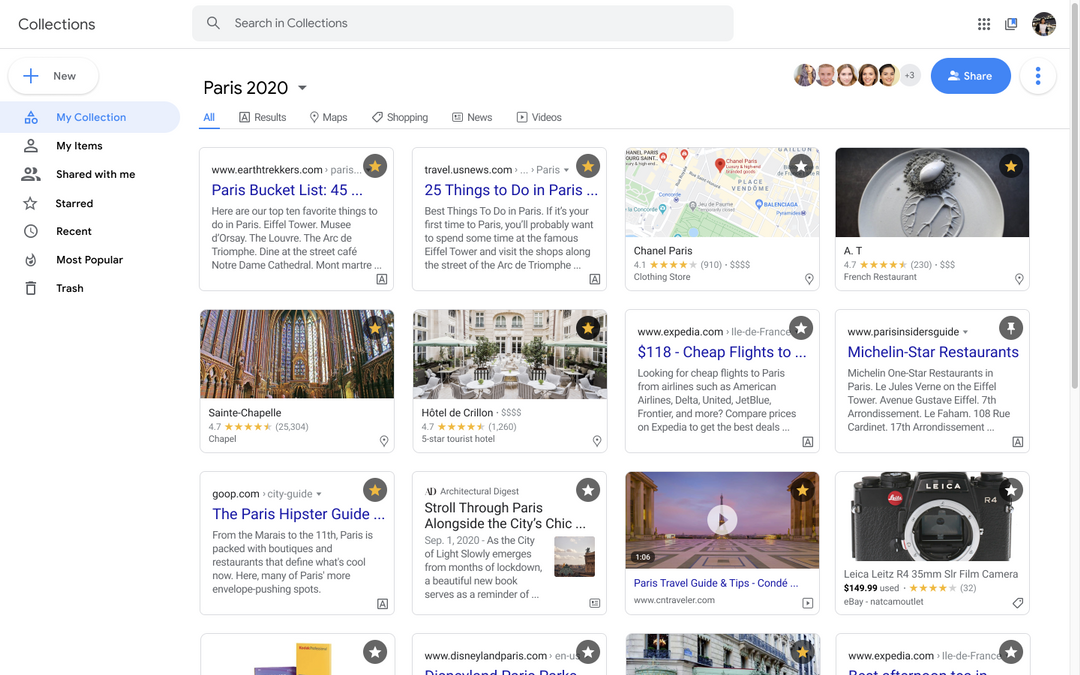 Collections
Search in Collections
New
Paris 2020
+3
Share
My Collection
My Items
Shared with me
Starred
Recent
Most Popular
Trash
All
Results
Maps
Shopping
News
Videos
www.earthtrekkers.com › paris...
Paris Bucket List: 45 ...
Here are our top ten favorite things to
do in Paris. Eiffel Tower. Musee
d'Orsay. The Louvre. The Arc de
Triomphe. Dine at the street café
Notre Dame Cathedral. Mont martre ...
travel.usnews.com › ... › Paris
25 Things to Do in Paris ...
Best Things To Do in Paris. If it's your
first time to Paris, you'll probably want
to spend some time at the famous
Eiffel Tower and visit the shops along
the street of the Arc de Triomphe ...
Chanel Paris
PLACE
VENDÔME
Jeu de Paume
BALENCIAGA
Pyramides
Chanel Paris
4.1 (910) · $$$$
Clothing Store
A. T
4.7 (230) · $$$
French Restaurant
Sainte-Chapelle
4.7 (25,304)
Chapel
Hôtel de Crillon · $$$$
4.7 (1,260)
5-star tourist hotel
www.expedia.com › Ile-de-France
$118 - Cheap Flights to ...
Looking for cheap flights to Paris
from airlines such as American
Airlines, Delta, United, JetBlue,
Frontier, and more? Compare prices
on Expedia to get the best deals ...
www.parisinsidersguide
Michelin-Star Restaurants
Michelin One-Star Restaurants in
Paris. Le Jules Verne on the Eiffel
Tower. Avenue Gustave Eiffel. 7th
Arrondissement. Le Faham. 108 Rue
Cardinet. 17th Arrondissement ...
goop.com › city-guide
The Paris Hipster Guide ...
From the Marais to the 11th, Paris is
packed with boutiques and
restaurants that define what's cool
now. Here, many of Paris' more
envelope-pushing spots.
AD Architectural Digest
Stroll Through Paris
Alongside the City's Chic ...
Sep. 1, 2020 - As the City
of Light Slowly emerges
from months of lockdown,
a beautiful new book
serves as a reminder of ...
1:06
Paris Travel Guide & Tips - Condé ...
www.cntraveler.com
LEICA
Leica
R4
Leica Leitz R4 35mm Slr Film Camera
$149.99 used · (32)
eBay - natcamoutlet
www.disneylandparis.com › en-us
Disneyland Paris Parks
www.expedia.com › Ile-de-France
Best afternoon tea in